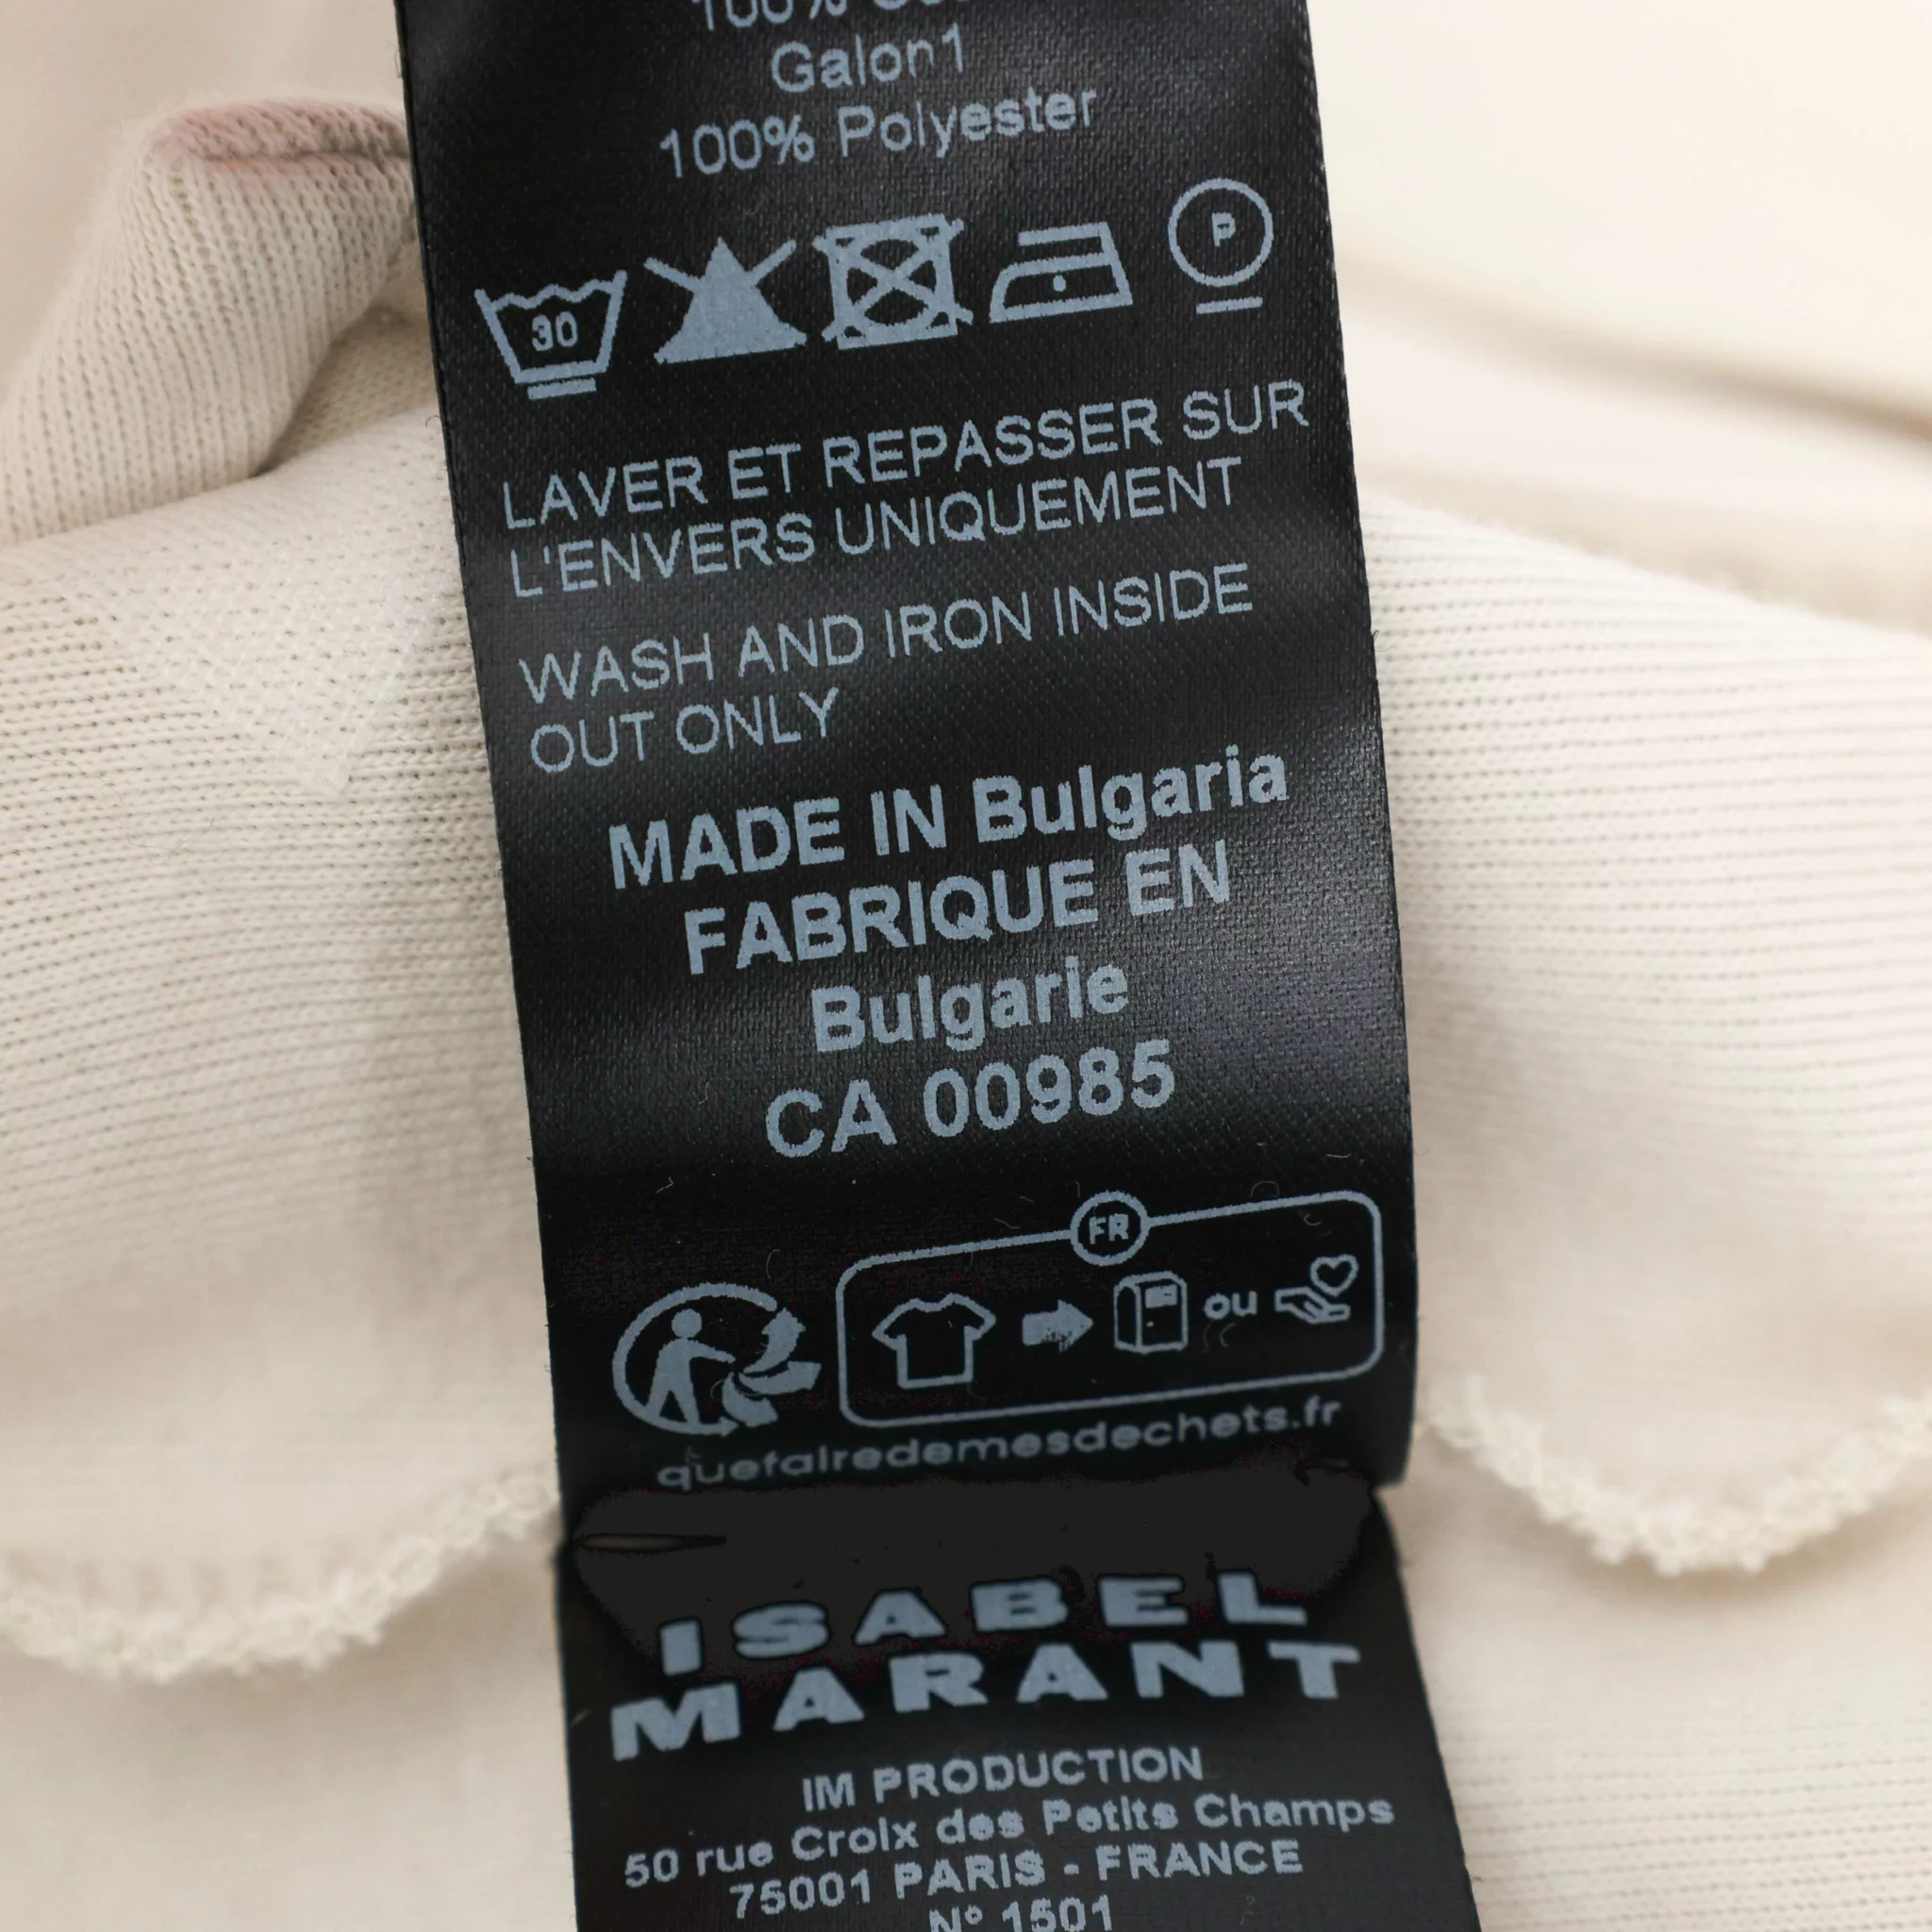 100%
Galon1
100% Polyester
30
P
LAVER ET REPASSER SUR
L'ENVERS UNIQUEMENT
WASH AND IRON INSIDE
OUT ONLY
MADE IN Bulgaria
FABRIQUE EN
Bulgarie
CA 00985
FR
ou
quefairedemesdechets.fr
ISABEL
MARANT
IM PRODUCTION
50 rue Croix des Petits Champs
75001 PARIS - FRANCE
N° 1501